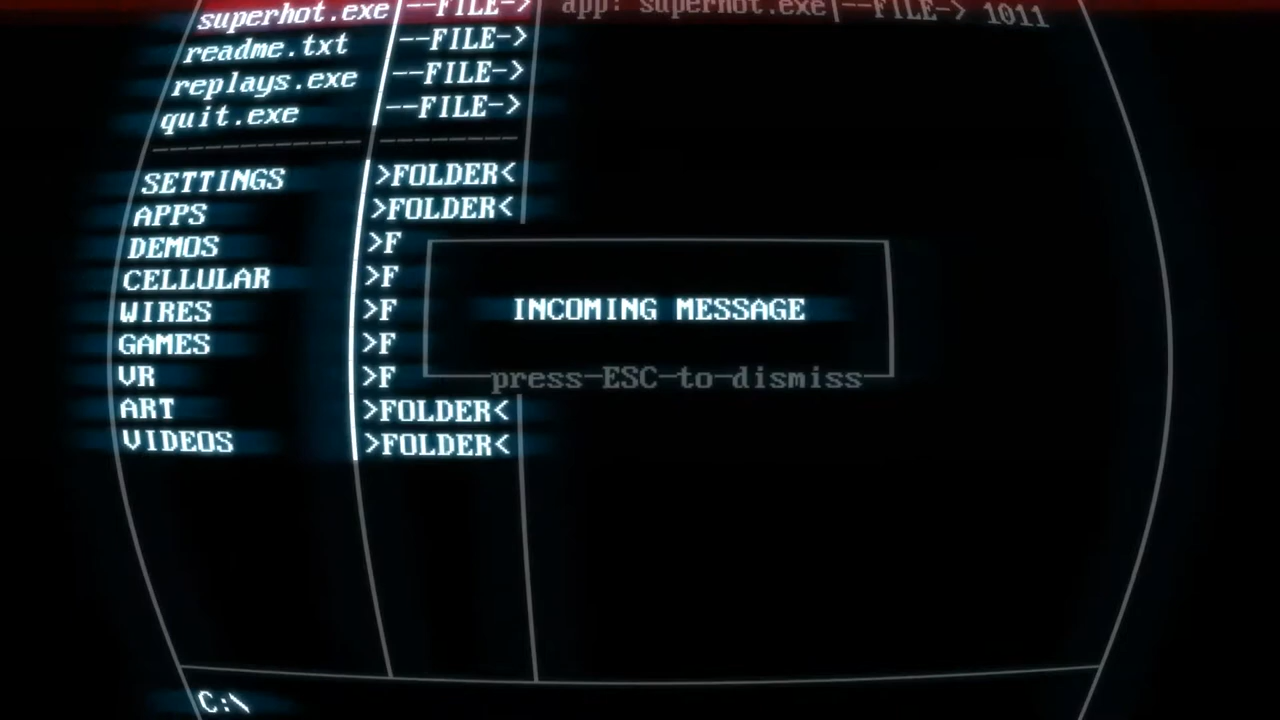 superhot.exe --FILE-> app: superhot.exe --FILE-> 1011
readme.txt --FILE->
replays.exe --FILE->
quit.exe --FILE->
SETTINGS >FOLDER<
APPS >FOLDER<
DEMOS >F
CELLULAR >F
WIRES >F
GAMES >F
VR >F
ART >FOLDER<
VIDEOS >FOLDER<
INCOMING MESSAGE
press ESC to dismiss
C:\